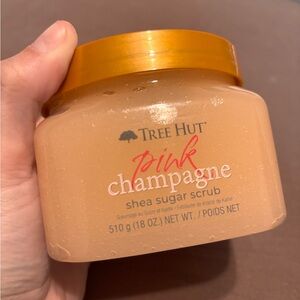 TREE HUT
pink
champagne
shea sugar scrub
510 g (18 OZ.) NET WT. / POIDS NET